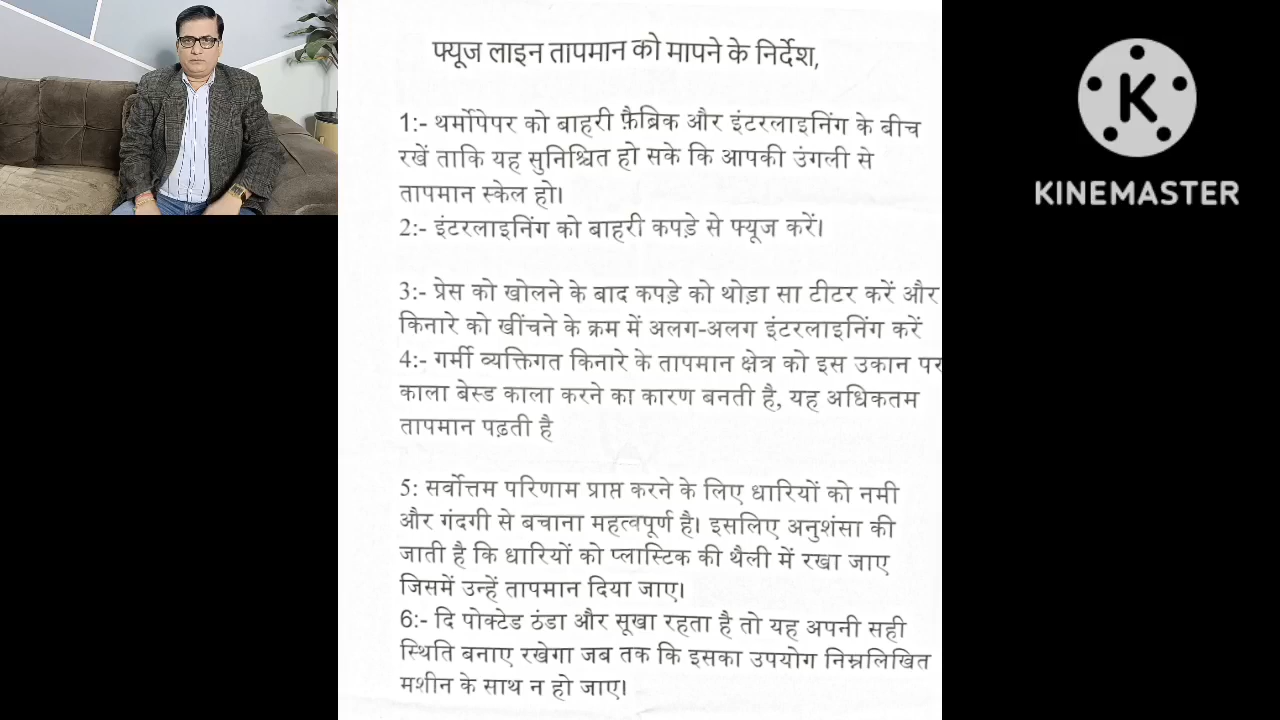 फ्यूज लाइन तापमान को मापने के निर्देश,
1:- थर्मोपेपर को बाहरी फ़ैब्रिक और इंटरलाइनिंग के बीच
रखें ताकि यह सुनिश्चित हो सके कि आपकी उंगली से
तापमान स्केल हो।
2:- इंटरलाइनिंग को बाहरी कपड़े से फ्यूज करें।
3:- प्रेस को खोलने के बाद कपड़े को थोड़ा सा टीटर करें और
किनारे को खींचने के क्रम में अलग-अलग इंटरलाइनिंग करें
4:- गर्मी व्यक्तिगत किनारे के तापमान क्षेत्र को इस उकान पर
काला बेस्ड काला करने का कारण बनती है, यह अधिकतम
तापमान पढ़ती है
5: सर्वोत्तम परिणाम प्राप्त करने के लिए धारियों को नमी
और गंदगी से बचाना महत्वपूर्ण है। इसलिए अनुशंसा की
जाती है कि धारियों को प्लास्टिक की थैली में रखा जाए
जिसमें उन्हें तापमान दिया जाए।
6:- दि पोक्टेड ठंडा और सूखा रहता है तो यह अपनी सही
स्थिति बनाए रखेगा जब तक कि इसका उपयोग निम्नलिखित
मशीन के साथ न हो जाए।
K
KINEMASTER